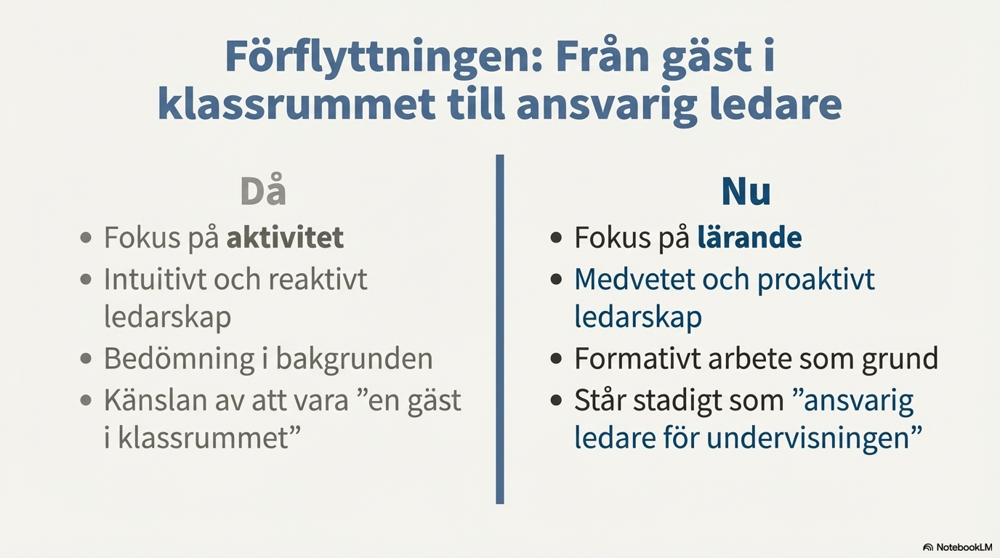 Förflyttningen: Från gäst i
klassrummet till ansvarig ledare
Då
• Fokus på aktivitet
• Intuitivt och reaktivt
ledarskap
• Bedömning i bakgrunden
• Känslan av att vara ”en gäst
i klassrummet”
Nu
• Fokus på lärande
• Medvetet och proaktivt
ledarskap
• Formativt arbete som grund
• Står stadigt som ”ansvarig
ledare för undervisningen”
NotebookLM